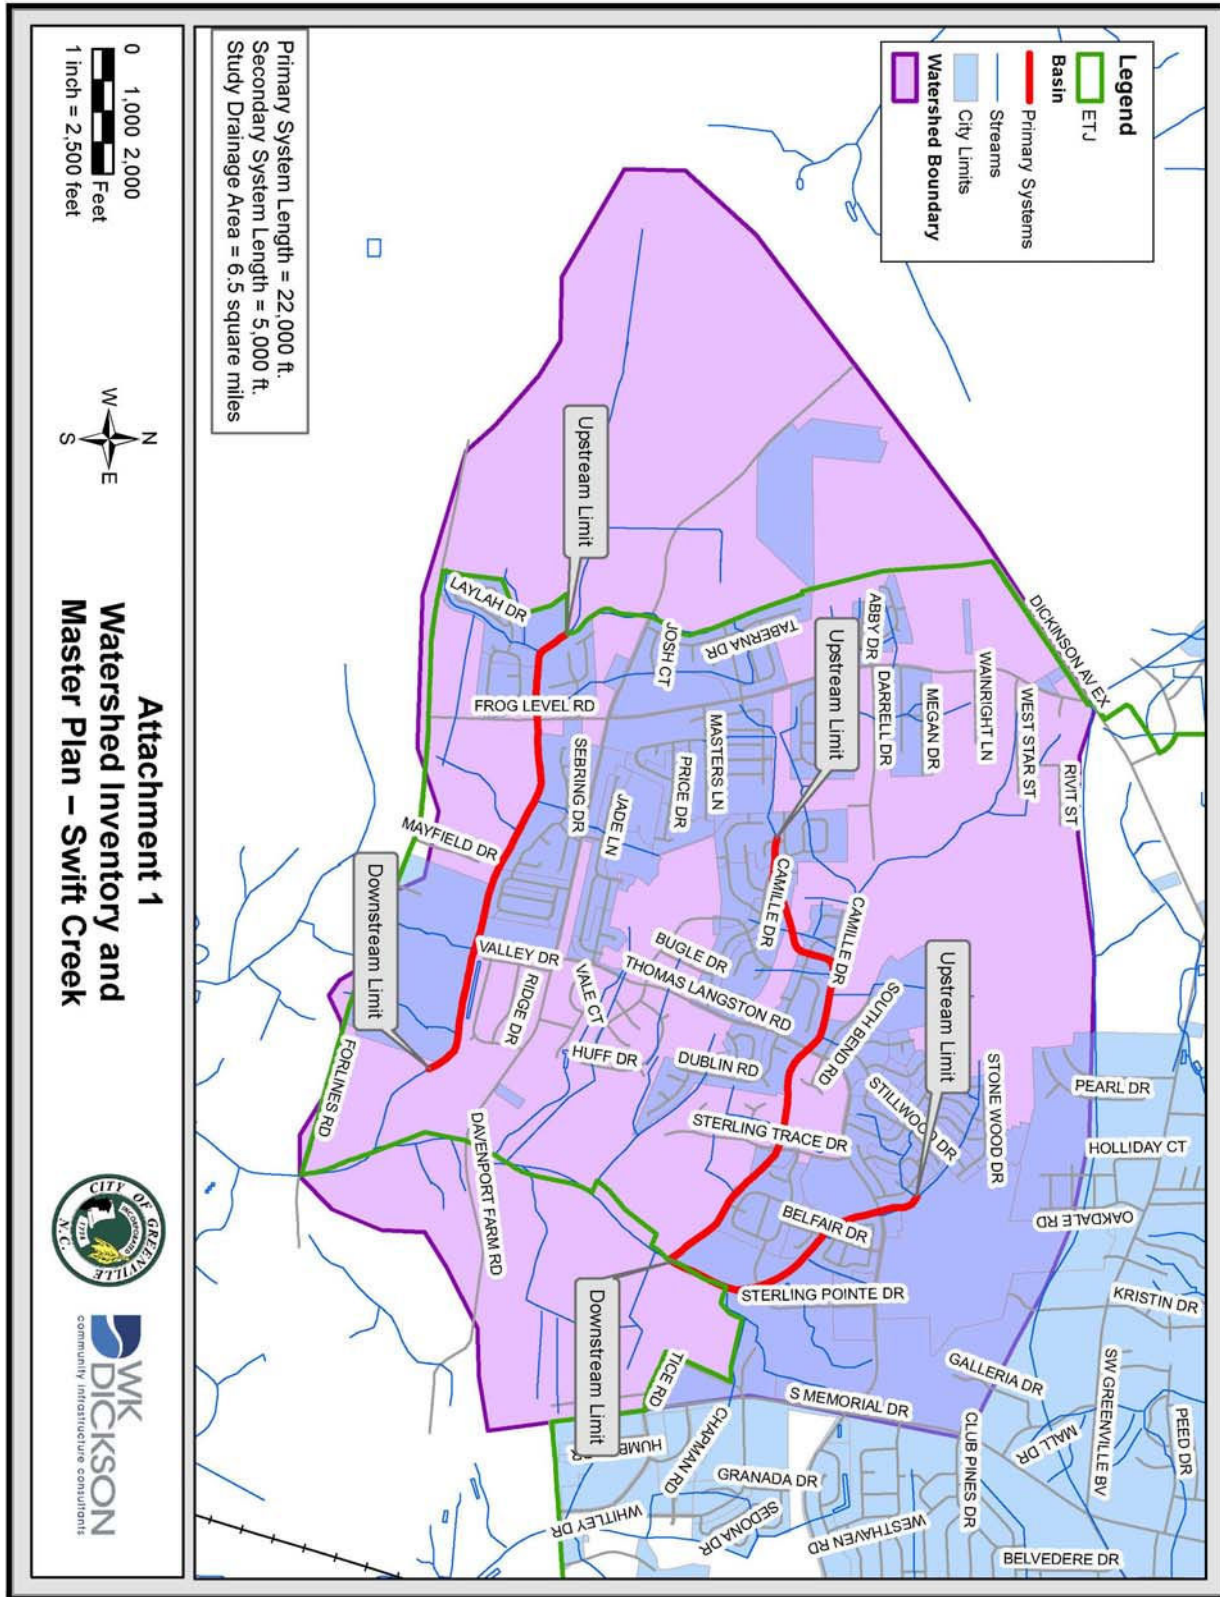 Legend
ETJ
Basin
Primary Systems
Streams
City Limits
Watershed Boundary
Primary System Length = 22,000 ft.
Secondary System Length = 5,000 ft.
Study Drainage Area = 6.5 square miles
DICKINSON AV EX
RIVIT ST
WEST STAR ST
WAINRIGHT LN
MEGAN DR
DARRELL DR
ABBY DR
TABERNA DR
JOSH CT
LAYLAH DR
Upstream Limit
FROG LEVEL RD
SEBRING DR
JADE LN
PRICE DR
MASTERS LN
Upstream Limit
MAYFIELD DR
CAMILLE DR
CAMILLE DR
Downstream Limit
VALLEY DR
RIDGE DR
VALE CT
BUGLE DR
THOMAS LANGSTON RD
SOUTH BEND RD
Upstream Limit
HUFF DR
DUBLIN RD
STILLWOOD DR
STONE WOOD DR
PEARL DR
HOLLIDAY CT
OAKDALE RD
KRISTIN DR
FORLINES RD
DAVENPORT FARM RD
STERLING TRACE DR
BELFAIR DR
STERLING POINTE DR
Downstream Limit
TICE RD
S MEMORIAL DR
GALLERIA DR
SW GREENVILLE BV
PEED DR
MALL DR
CLUB PINES DR
CHAPMAN RD
GRANADA DR
SEDONA DR
WHITLEY DR
WESTHAVEN RD
BELVEDERE DR
0 1,000 2,000
Feet
1 inch = 2,500 feet
N
W E
S
Attachment 1
Watershed Inventory and
Master Plan – Swift Creek
CITY OF GREENVILLE
N.C.
INCORPORATED
WK
DICKSON
community infrastructure consultants